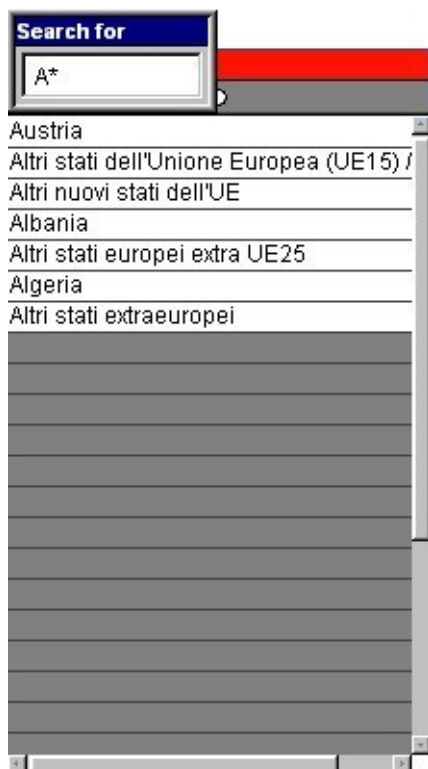 Search for
A*
Austria
Altri stati dell'Unione Europea (UE15) /
Altri nuovi stati dell'UE
Albania
Altri stati europei extra UE25
Algeria
Altri stati extraeuropei